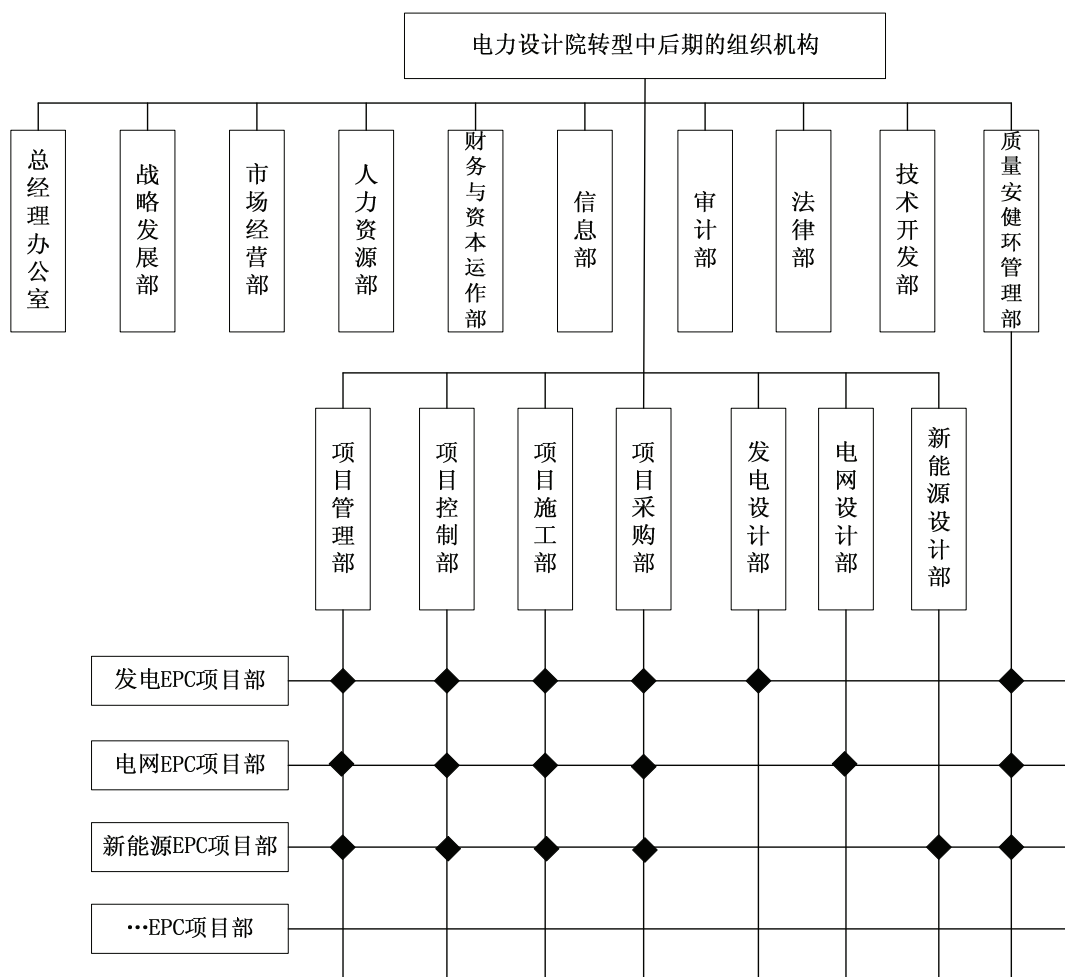 电力设计院转型中后期的组织机构
总经理办公室
战略发展部
市场经营部
人力资源部
财务与资本运作部
信息部
审计部
法律部
技术开发部
质量安健环管理部
项目管理部
项目控制部
项目施工部
项目采购部
发电设计部
电网设计部
新能源设计部
发电EPC项目部
电网EPC项目部
新能源EPC项目部
…EPC项目部